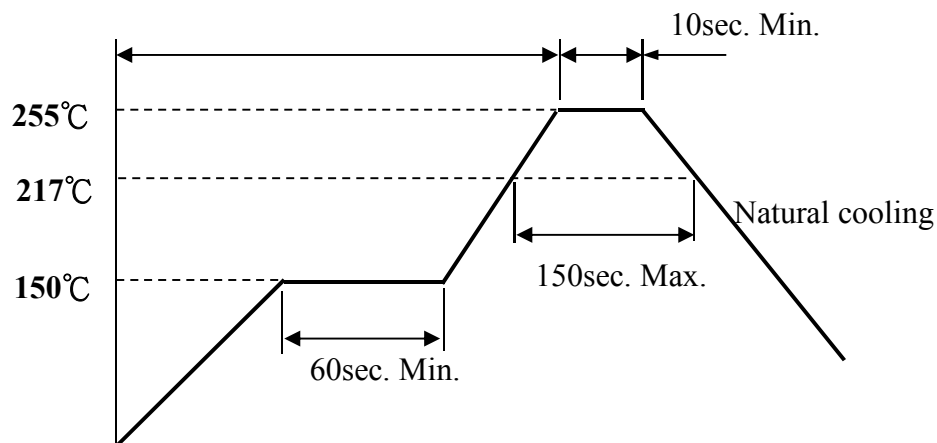 10sec. Min.
255℃
217℃
Natural cooling
150℃
150sec. Max.
60sec. Min.